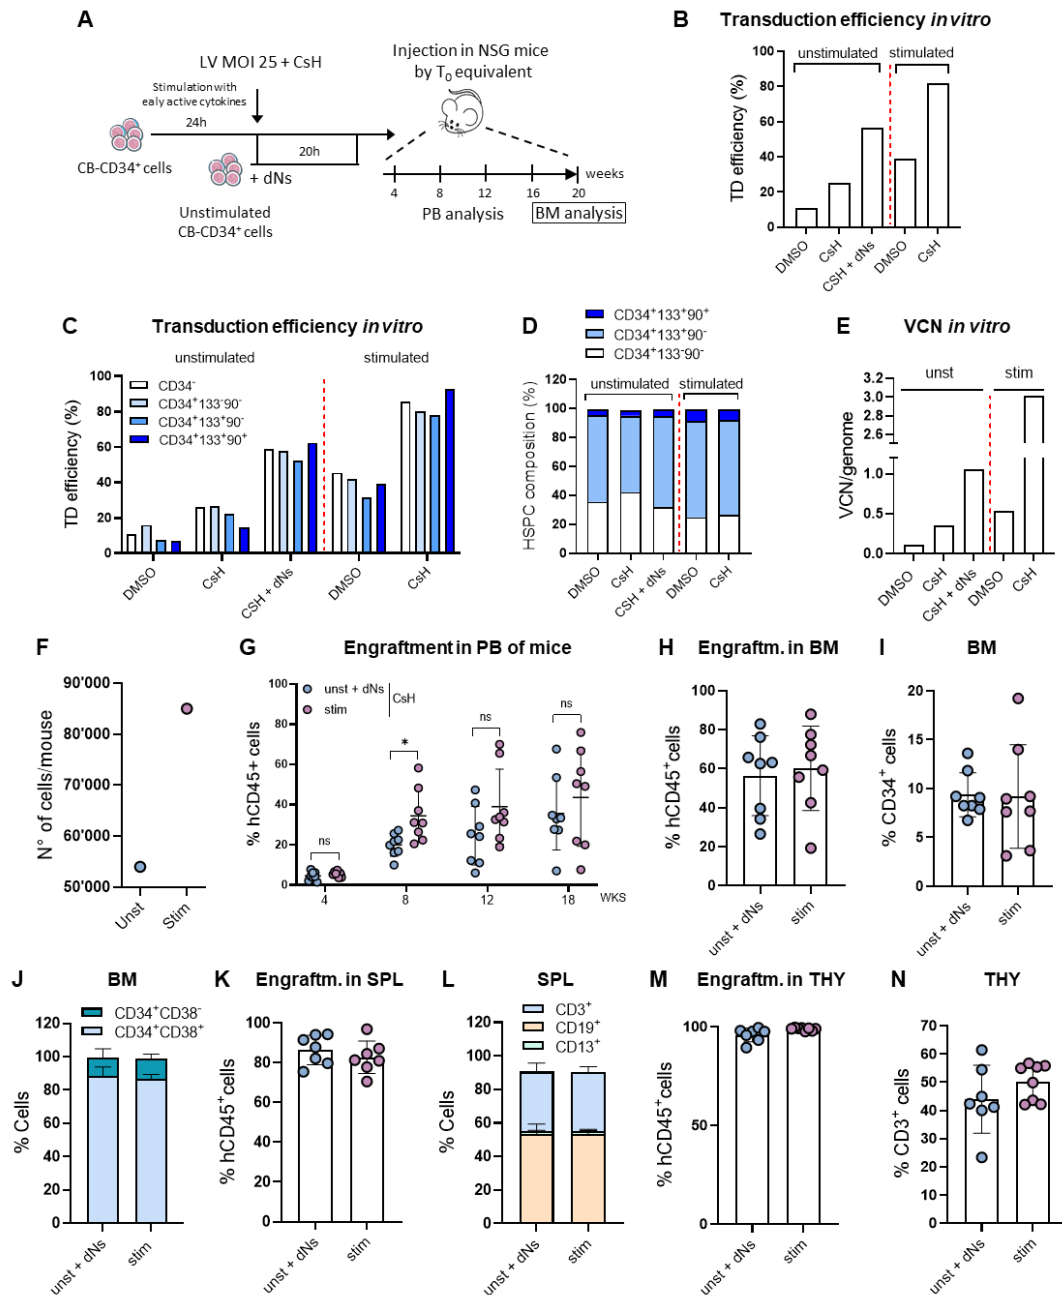 A
LV MOI 25 + CsH
Stimulation with
ealy active cytokines
24h
20h
CB-CD34+ cells
+ dNs
Unstimulated
CB-CD34+ cells
Injection in NSG mice
by T0 equivalent
4 8 12 16 20 weeks
PB analysis BM analysis
B Transduction efficiency in vitro
unstimulated stimulated
TD efficiency (%)
100
80
60
40
20
0
DMSO CsH CSH + dNs DMSO CsH
C Transduction efficiency in vitro
unstimulated stimulated
CD34-
CD34+133-90-
CD34+133+90-
CD34+133+90+
TD efficiency (%)
100
80
60
40
20
0
DMSO CsH CSH + dNs DMSO CsH
D
CD34+133+90+
CD34+133+90-
CD34+133-90-
unstimulated stimulated
HSPC composition (%)
120
100
80
60
40
20
0
DMSO CsH CSH + dNs DMSO CsH
E VCN in vitro
unst stim
VCN/genome
3.0
2.8
2.6
1.0
0.5
0.0
DMSO CsH CsH + dNs DMSO CsH
F
N° of cells/mouse
90'000
80'000
70'000
60'000
50'000
Unst Stim
G Engraftment in PB of mice
unst + dNs
stim
CsH
% hCD45+ cells
100
80
60
40
20
0
ns * ns ns
4 8 12 18 WKS
H Engraftm. in BM
% hCD45+cells
100
80
60
40
20
0
unst + dNs stim
I BM
% CD34+ cells
20
15
10
5
0
unst + dNs stim
J BM
CD34+CD38-
CD34+CD38+
% Cells
120
100
80
60
40
20
0
unst + dNs stim
K Engraftm. in SPL
% hCD45+cells
100
80
60
40
20
0
unst + dNs stim
L SPL
CD3+
CD19+
CD13+
% Cells
120
100
80
60
40
20
0
unst + dNs stim
M Engraftm. in THY
% hCD45+cells
100
50
0
unst + dNs stim
N THY
% CD3+ cells
70
60
50
40
30
20
10
0
unst + dNs stim